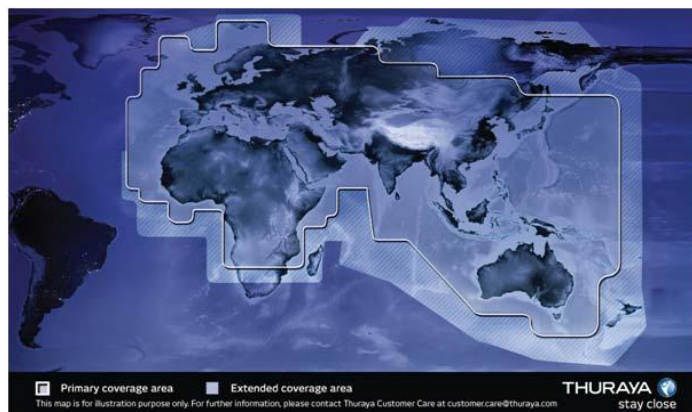 Primary coverage area
Extended coverage area
This map is for illustration purpose only. For further information, please contact Thuraya Customer Care at customer.care@thuraya.com
THURAYA
stay close